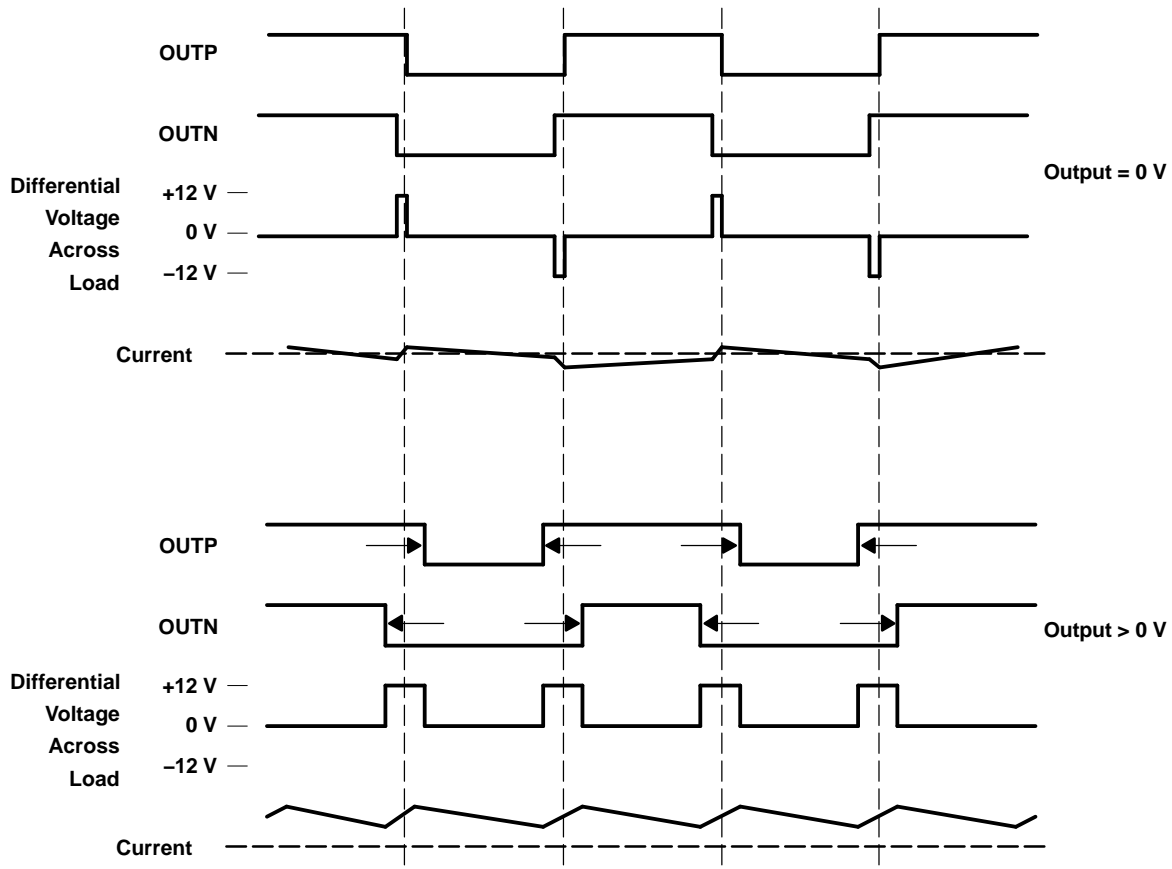 OUTP
OUTN
Output = 0 V
Differential
Voltage
Across
Load
+12 V
0 V
−12 V
Current
OUTP
OUTN
Output > 0 V
Differential
Voltage
Across
Load
+12 V
0 V
−12 V
Current